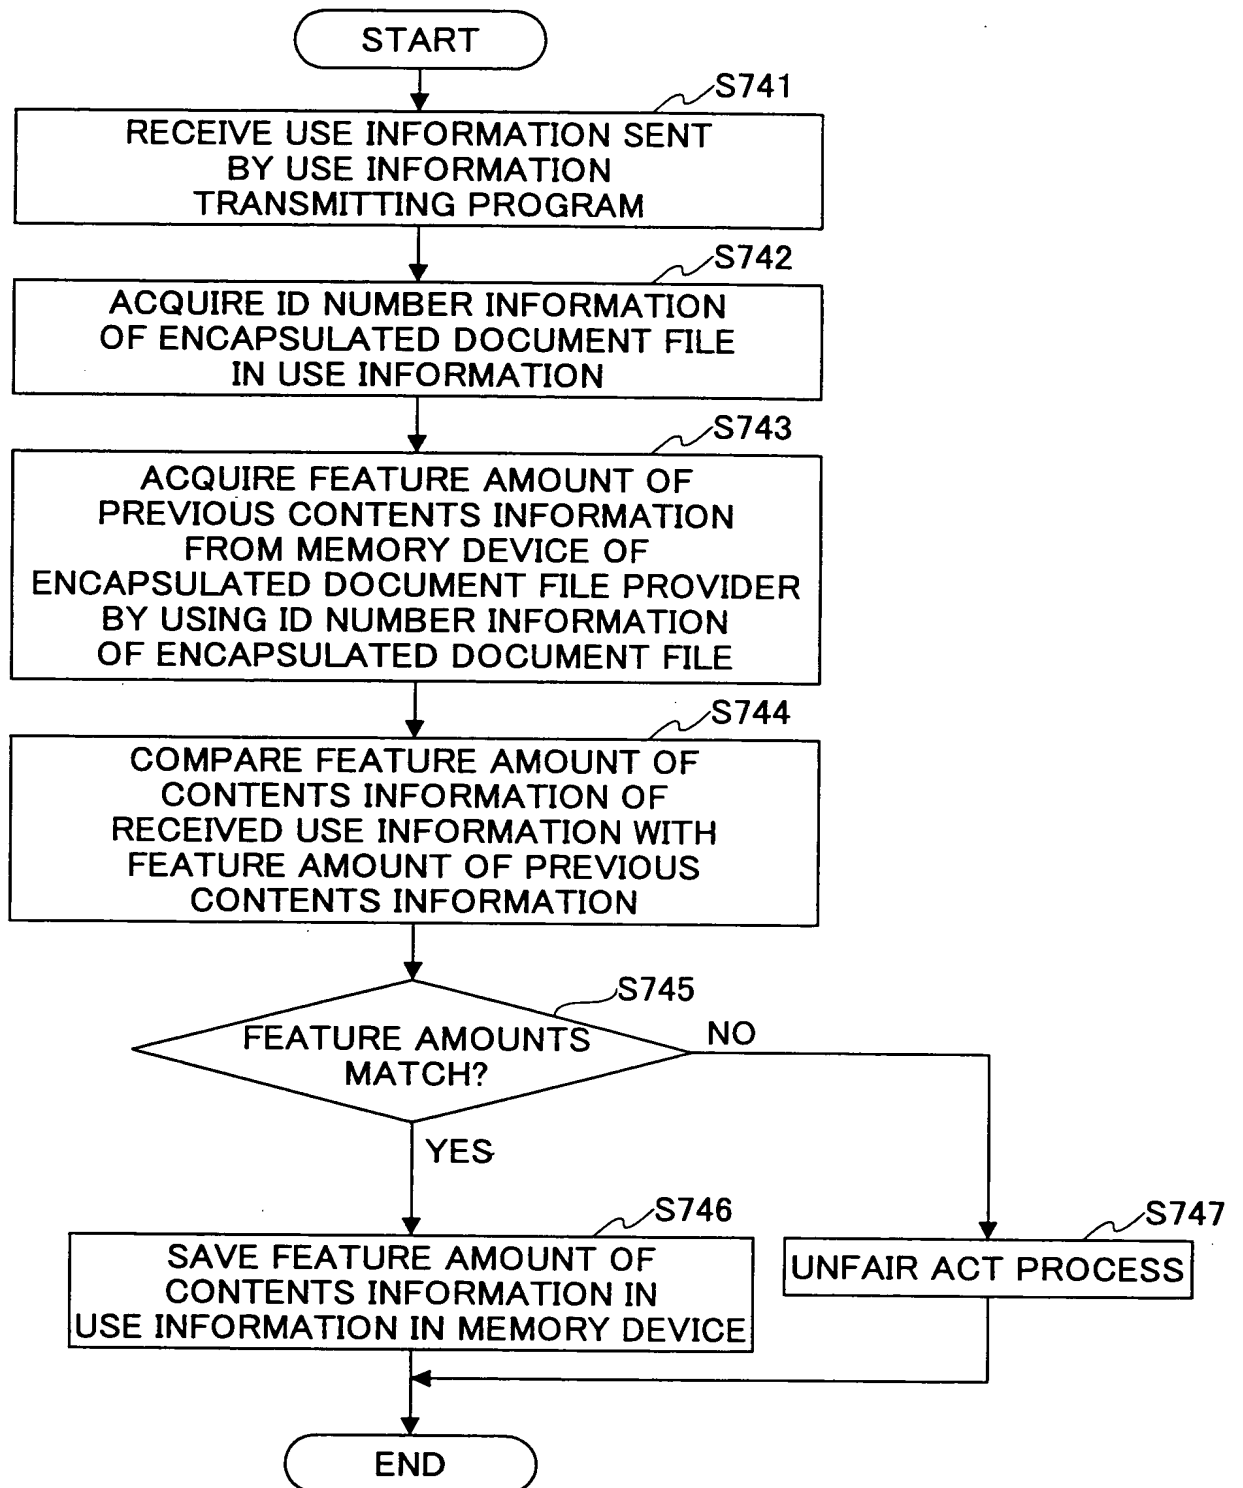 START
S741
RECEIVE USE INFORMATION SENT
BY USE INFORMATION
TRANSMITTING PROGRAM
S742
ACQUIRE ID NUMBER INFORMATION
OF ENCAPSULATED DOCUMENT FILE
IN USE INFORMATION
S743
ACQUIRE FEATURE AMOUNT OF
PREVIOUS CONTENTS INFORMATION
FROM MEMORY DEVICE OF
ENCAPSULATED DOCUMENT FILE PROVIDER
BY USING ID NUMBER INFORMATION
OF ENCAPSULATED DOCUMENT FILE
S744
COMPARE FEATURE AMOUNT OF
CONTENTS INFORMATION OF
RECEIVED USE INFORMATION WITH
FEATURE AMOUNT OF PREVIOUS
CONTENTS INFORMATION
S745
FEATURE AMOUNTS
MATCH?
NO
YES
S746
SAVE FEATURE AMOUNT OF
CONTENTS INFORMATION IN
USE INFORMATION IN MEMORY DEVICE
S747
UNFAIR ACT PROCESS
END